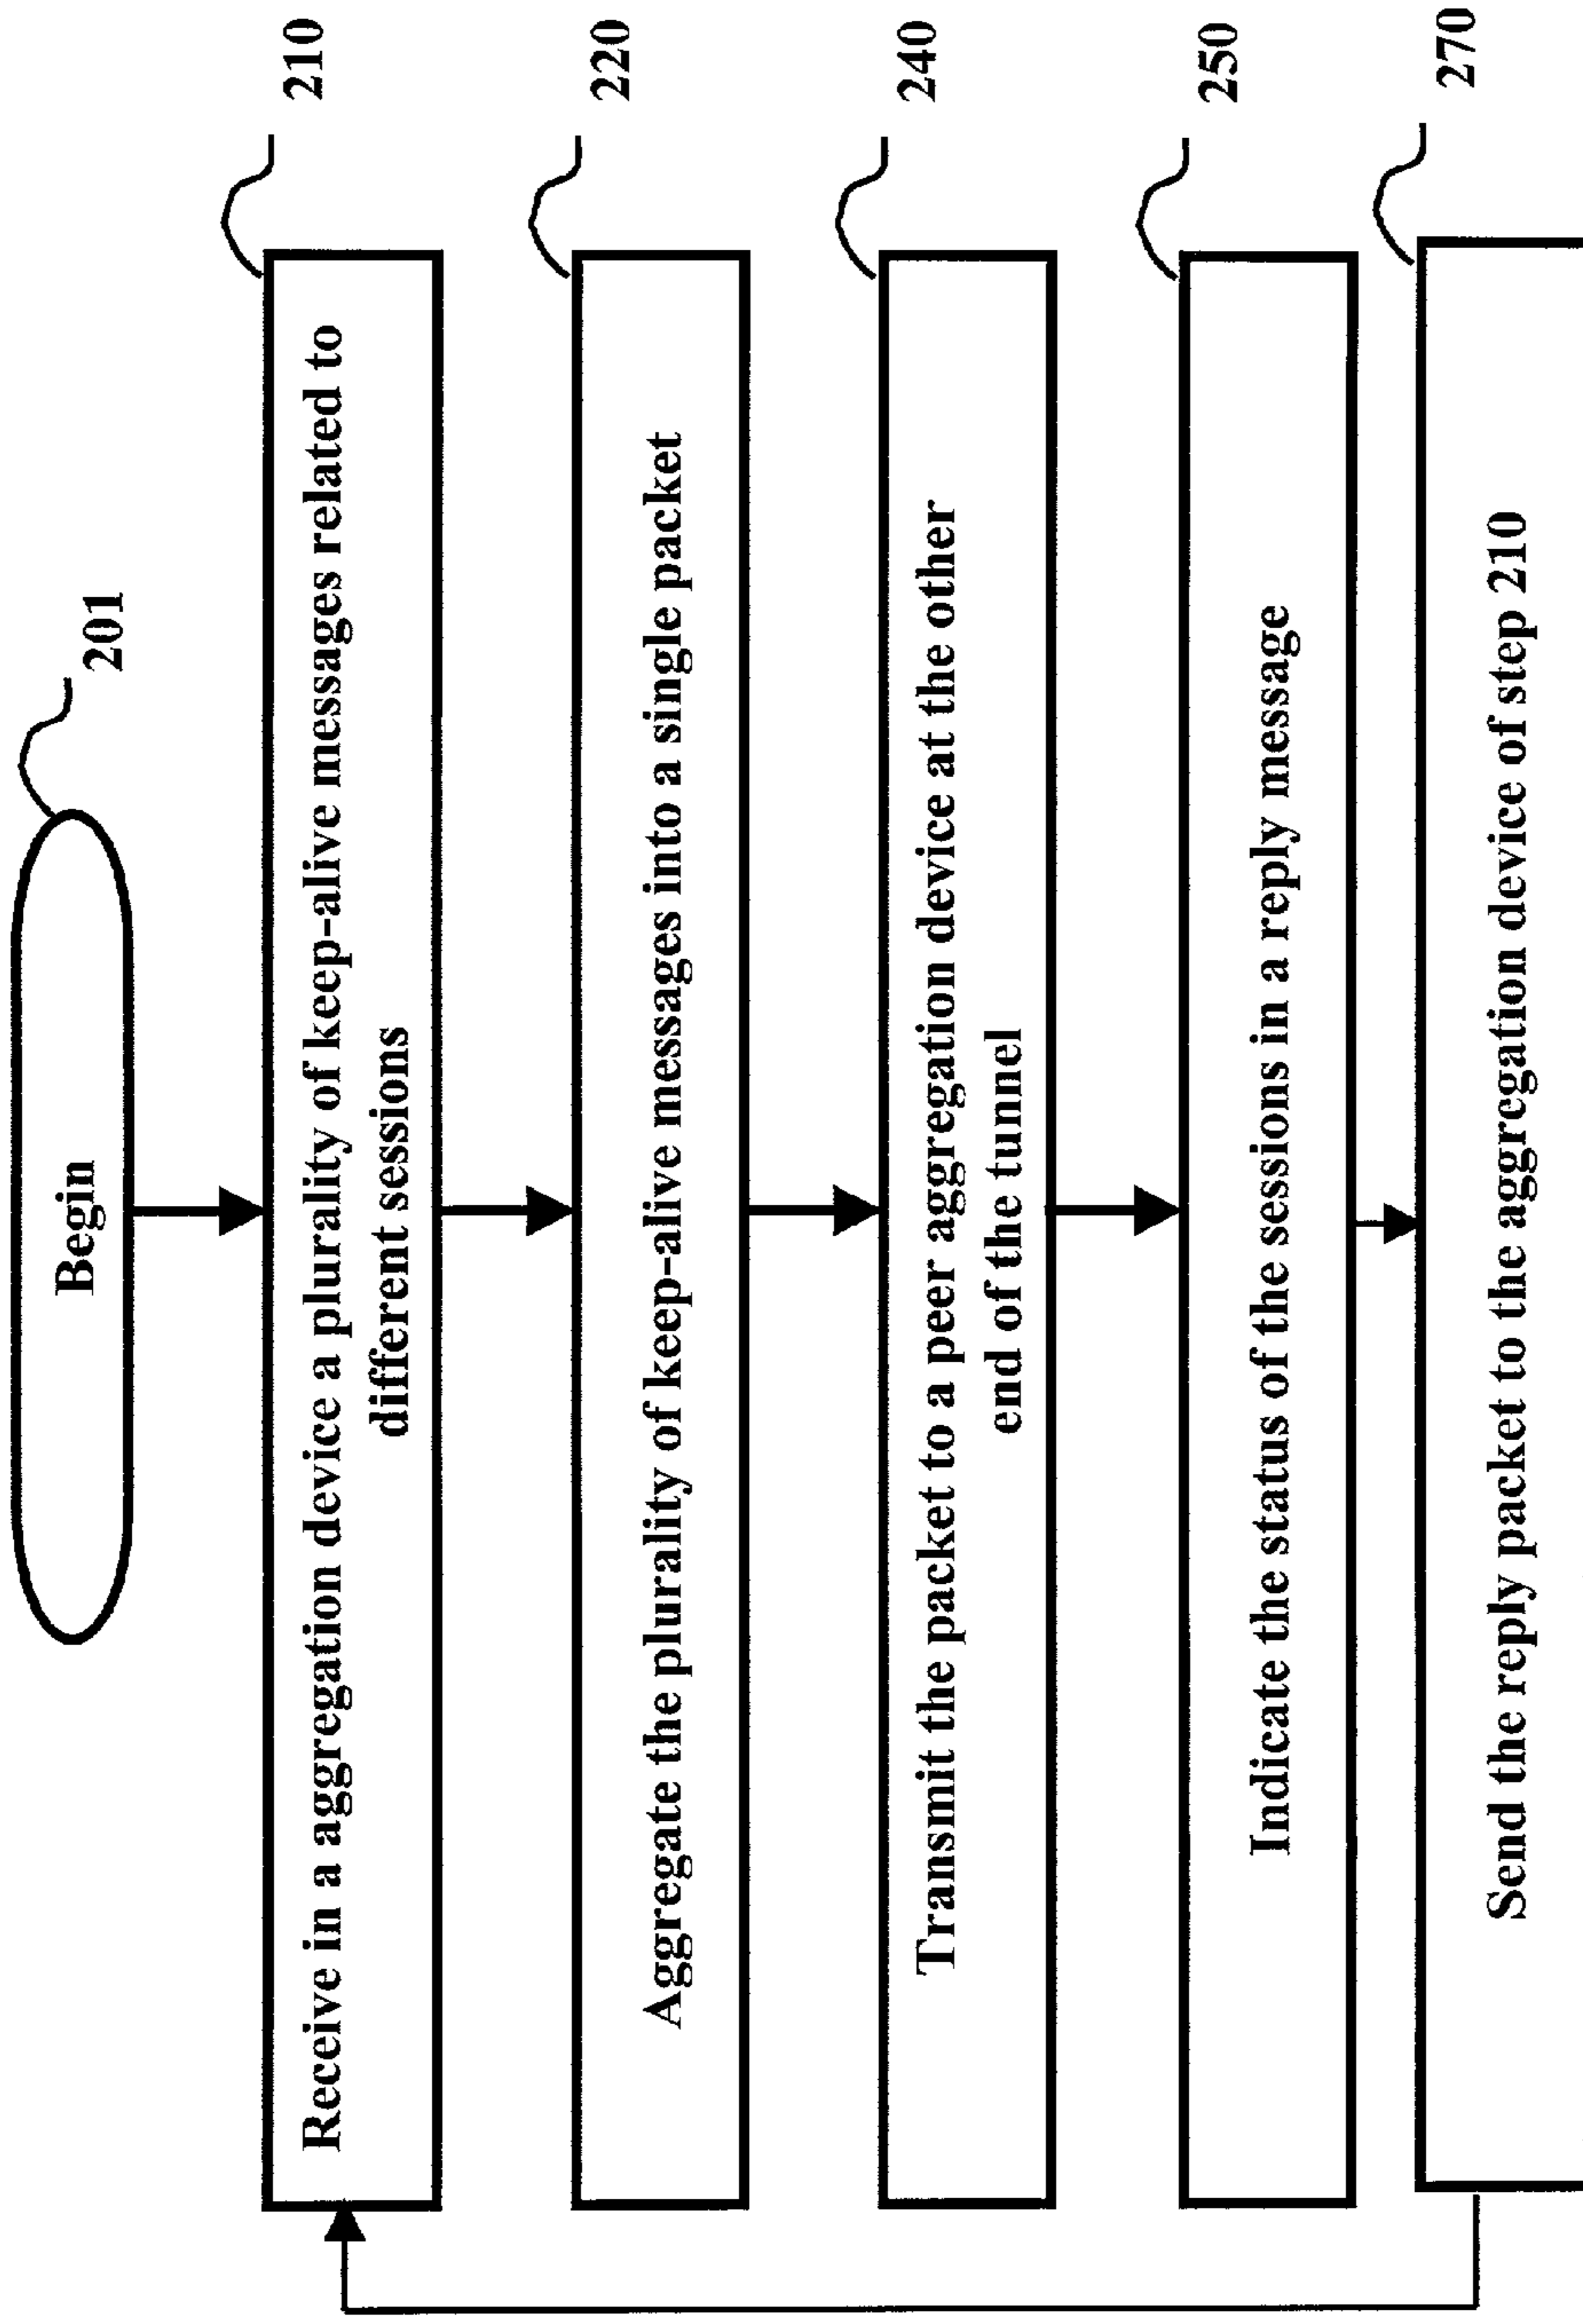 Begin
201
Receive in a aggregation device a plurality of keep-alive messages related to
different sessions
210
Aggregate the plurality of keep-alive messages into a single packet
220
Transmit the packet to a peer aggregation device at the other
end of the tunnel
240
Indicate the status of the sessions in a reply message
250
Send the reply packet to the aggregation device of step 210
270